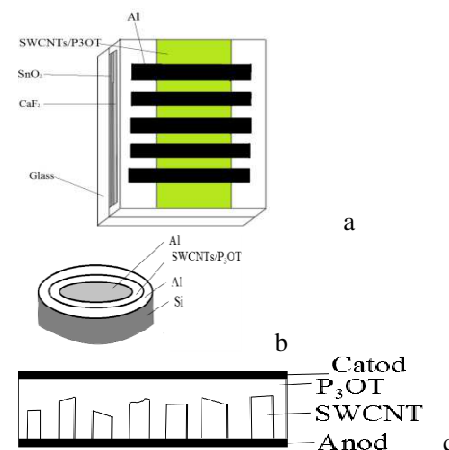 Al
SWCNTs/P3OT
SnO₂
CaF₂
Glass
a
Al
SWCNTs/P₃OT
Al
Si
b
Catod
P₃OT
SWCNT
Anod